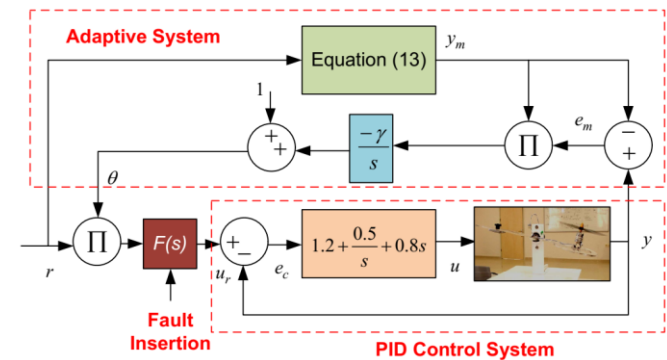 Adaptive System
Equation (13)
y_m
1
e_m
+
+
-γ/s
Π
−
+
θ
Π
F(s)
+
−
1.2+0.5/s+0.8s
r
u_r
e_c
u
y
Fault
Insertion
PID Control System